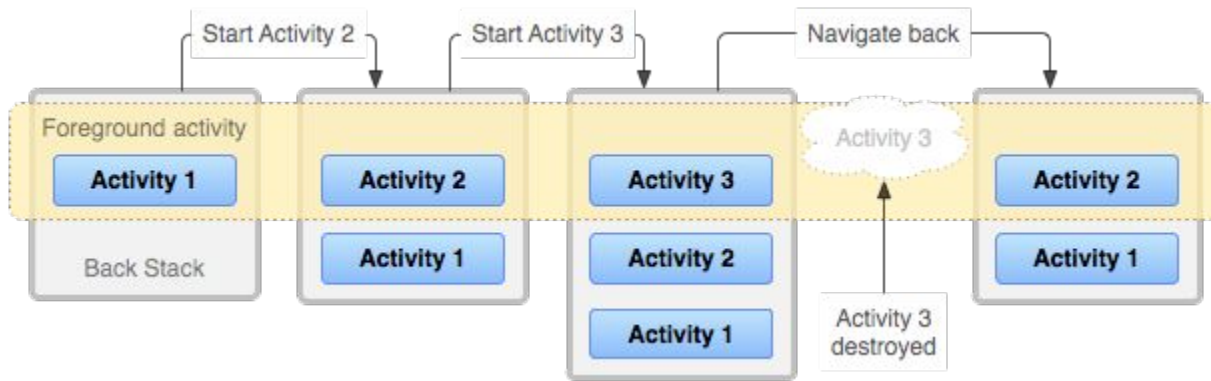 Start Activity 2
Start Activity 3
Navigate back
Foreground activity
Activity 1
Back Stack
Activity 2
Activity 1
Activity 3
Activity 2
Activity 1
Activity 3
Activity 3
destroyed
Activity 2
Activity 1